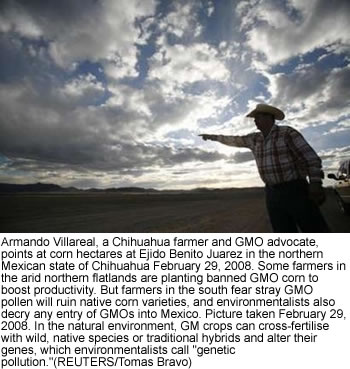 Armando Villareal, a Chihuahua farmer and GMO advocate,
points at corn hectares at Ejido Benito Juarez in the northern
Mexican state of Chihuahua February 29, 2008. Some farmers in
the arid northern flatlands are planting banned GMO corn to
boost productivity. But farmers in the south fear stray GMO
pollen will ruin native corn varieties, and environmentalists also
decry any entry of GMOs into Mexico. Picture taken February 29,
2008. In the natural environment, GM crops can cross-fertilise
with wild, native species or traditional hybrids and alter their
genes, which environmentalists call "genetic
pollution."(REUTERS/Tomas Bravo)